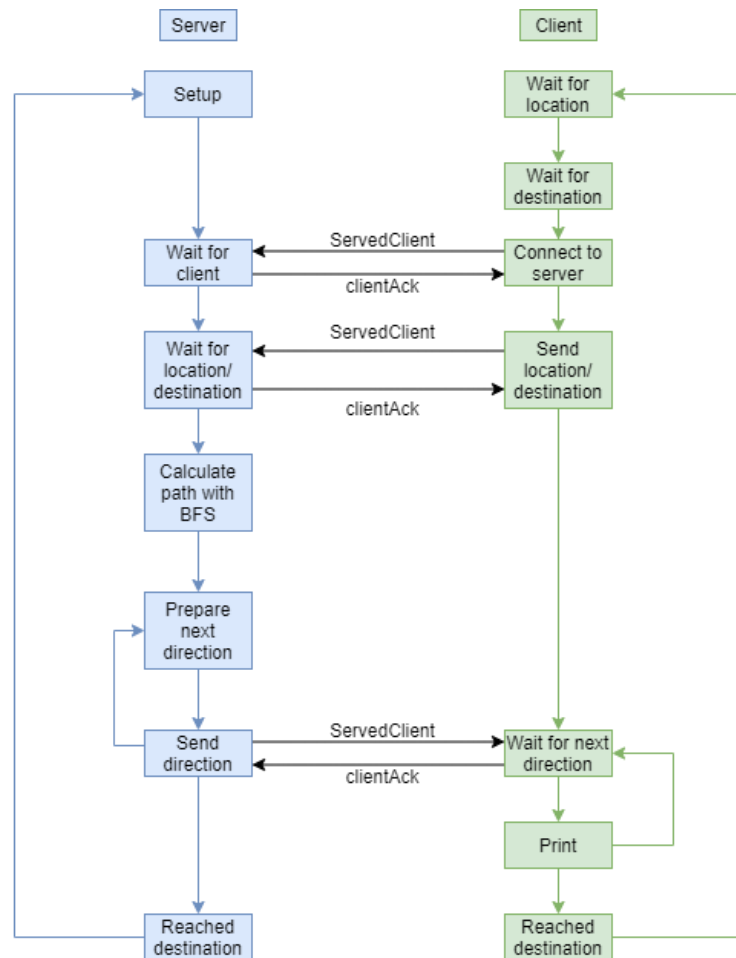 Server
Client
Setup
Wait for
location
Wait for
destination
ServedClient
Wait for
client
Connect to
server
clientAck
ServedClient
Wait for
location/
destination
Send
location/
destination
clientAck
Calculate
path with
BFS
Prepare
next
direction
ServedClient
Send
direction
Wait for next
direction
clientAck
Print
Reached
destination
Reached
destination